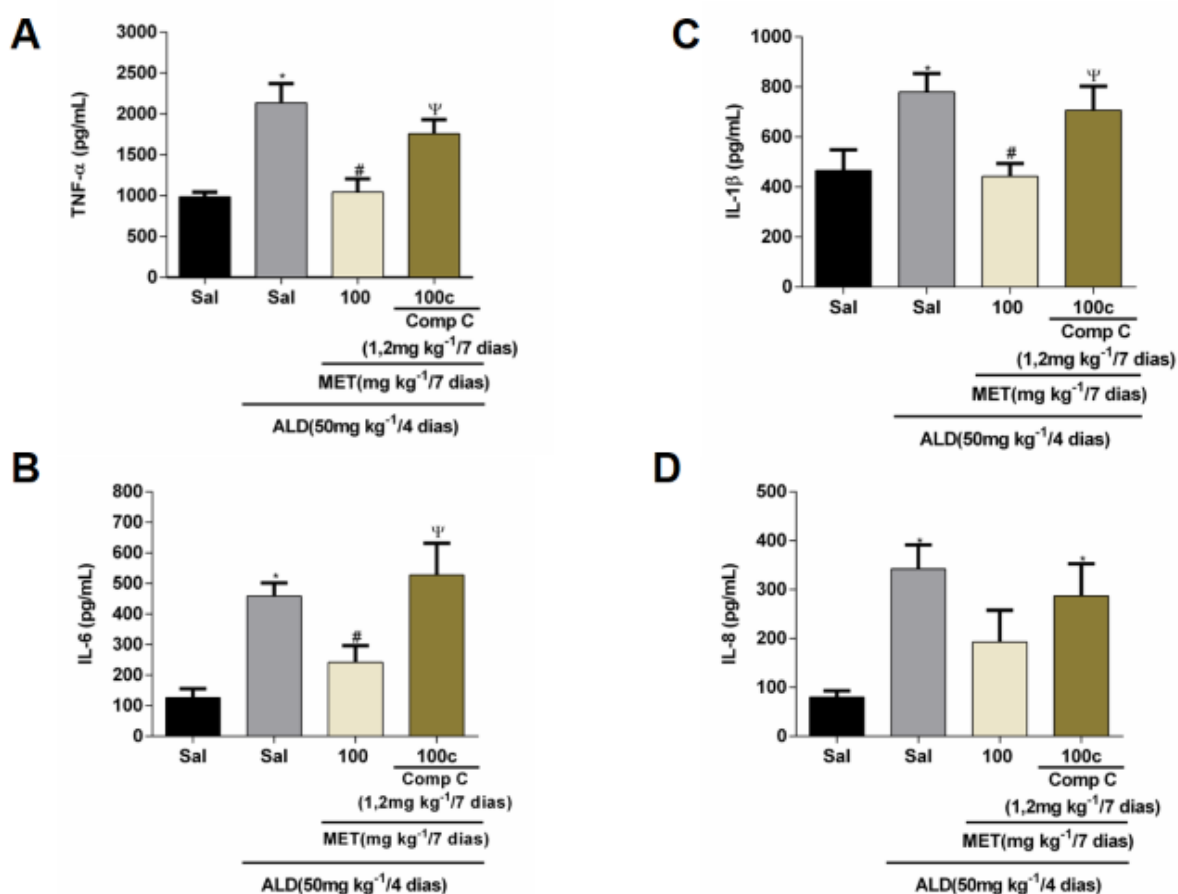 A
TNF-α (pg/mL)
3000
2500
2000
1500
1000
500
0
*
#
Ψ
Sal Sal 100 100c
Comp C
(1,2mg kg⁻¹/7 dias)
MET(mg kg⁻¹/7 dias)
ALD(50mg kg⁻¹/4 dias)
C
IL-1β (pg/mL)
1000
800
600
400
200
0
*
#
Ψ
Sal Sal 100 100c
Comp C
(1,2mg kg⁻¹/7 dias)
MET(mg kg⁻¹/7 dias)
ALD(50mg kg⁻¹/4 dias)
B
IL-6 (pg/mL)
800
700
600
500
400
300
200
100
0
*
#
Ψ
Sal Sal 100 100c
Comp C
(1,2mg kg⁻¹/7 dias)
MET(mg kg⁻¹/7 dias)
ALD(50mg kg⁻¹/4 dias)
D
IL-8 (pg/mL)
500
400
300
200
100
0
*
*
Sal Sal 100 100c
Comp C
(1,2mg kg⁻¹/7 dias)
MET(mg kg⁻¹/7 dias)
ALD(50mg kg⁻¹/4 dias)